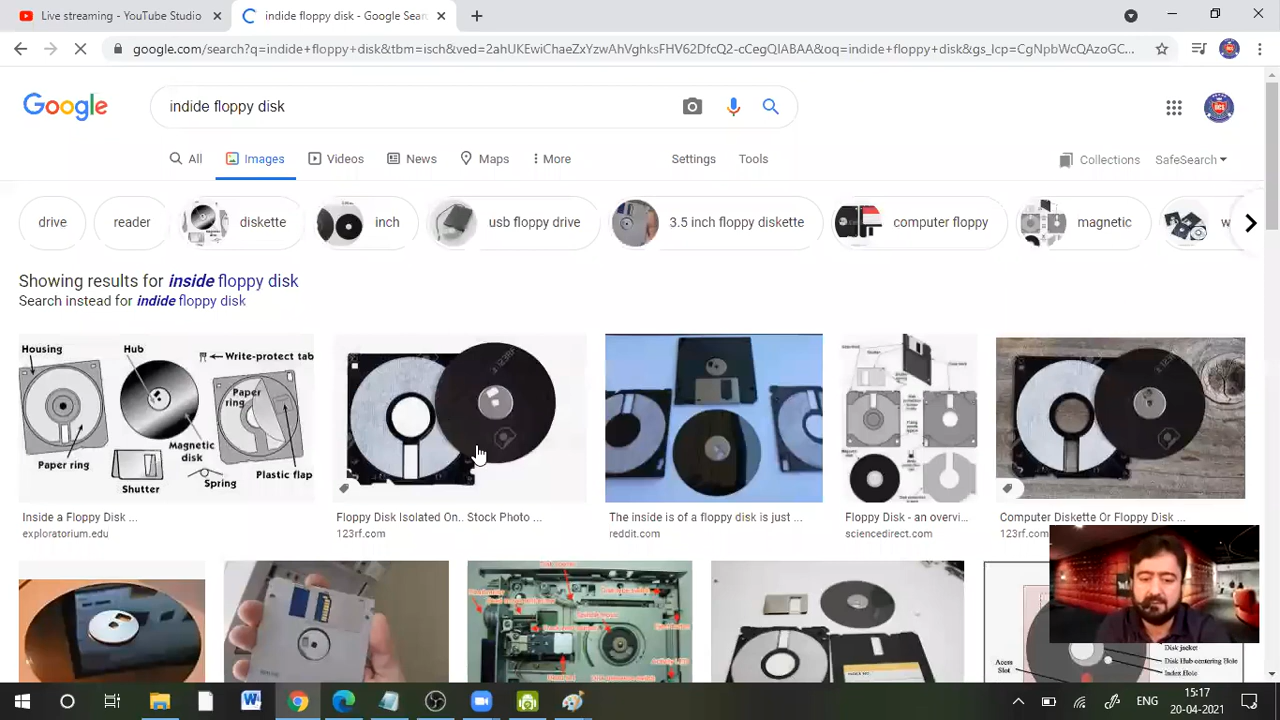 Live streaming - YouTube Studio
indide floppy disk - Google Sear
google.com/search?q=indide+floppy+disk&tbm=isch&ved=2ahUKEwiChaeZxYzwAhVghksFHV62DfcQ2-cCegQIABAA&oq=indide+floppy+disk&gs_lcp=CgNpbWcQAzoGC...
Google
indide floppy disk
All
Images
Videos
News
Maps
More
Settings
Tools
Collections
SafeSearch
drive
reader
diskette
inch
usb floppy drive
3.5 inch floppy diskette
computer floppy
magnetic
w
Showing results for inside floppy disk
Search instead for indide floppy disk
Housing
Hub
Write-protect tab
Paper ring
Magnetic disk
Paper ring
Shutter
Spring
Plastic flap
Inside a Floppy Disk ...
exploratorium.edu
Floppy Disk Isolated On.. Stock Photo ...
123rf.com
The inside is of a floppy disk is just ...
reddit.com
Floppy Disk - an overvi...
sciencedirect.com
Computer Diskette Or Floppy Disk ...
123rf.com
Disk jacket
Disk Hub centering Hole
Index Hole
Slot
15:17
20-04-2021